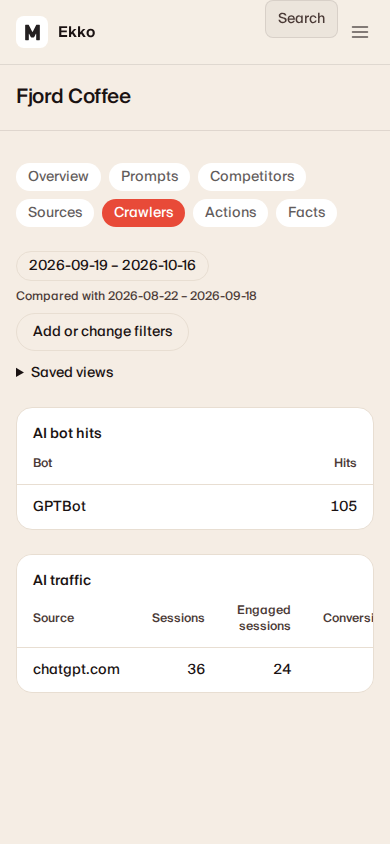 Search
M Ekko
Fjord Coffee
Overview Prompts Competitors
Sources Crawlers Actions Facts
2026-09-19 – 2026-10-16
Compared with 2026-08-22 – 2026-09-18
Add or change filters
Saved views
AI bot hits
Bot Hits
GPTBot 105
AI traffic
Source Sessions Engaged sessions Conversi
chatgpt.com 36 24